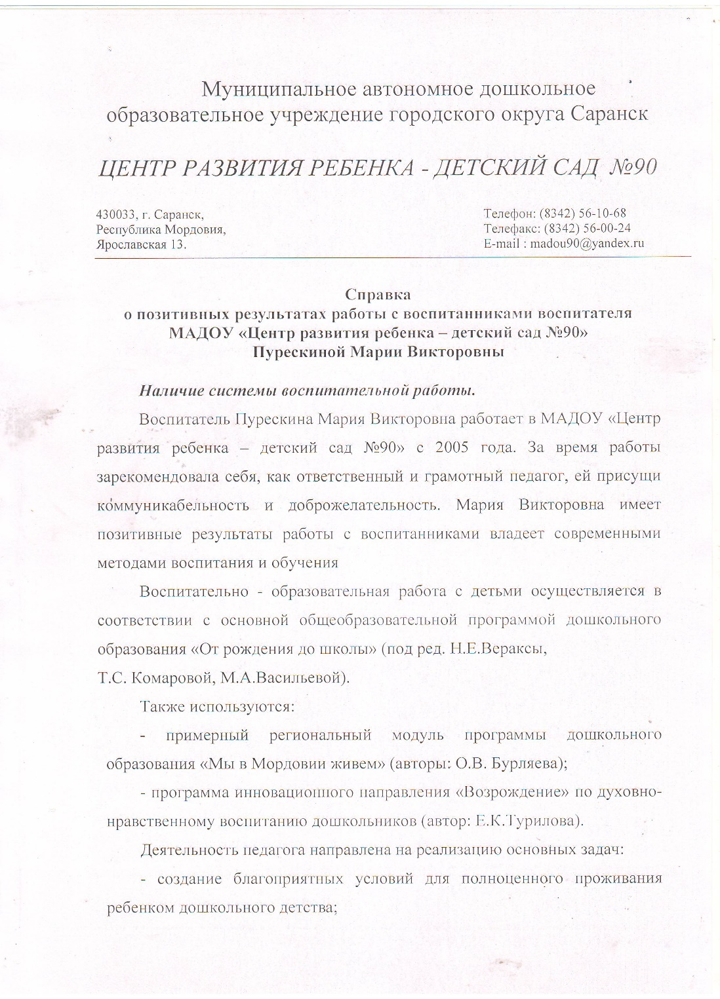 Муниципальное автономное дошкольное
образовательное учреждение городского округа Саранск
ЦЕНТР РАЗВИТИЯ РЕБЕНКА - ДЕТСКИЙ САД №90
430033, г. Саранск,
Республика Мордовия,
Ярославская 13.
Телефон: (8342) 56-10-68
Телефакс: (8342) 56-00-24
E-mail : madou90@yandex.ru
Справка
о позитивных результатах работы с воспитанниками воспитателя
МАДОУ «Центр развития ребенка – детский сад №90»
Пурескиной Марии Викторовны
Наличие системы воспитательной работы.
Воспитатель Пурескина Мария Викторовна работает в МАДОУ «Центр
развития ребенка – детский сад №90» с 2005 года. За время работы
зарекомендовала себя, как ответственный и грамотный педагог, ей присущи
коммуникабельность и доброжелательность. Мария Викторовна имеет
позитивные результаты работы с воспитанниками владеет современными
методами воспитания и обучения
Воспитательно - образовательная работа с детьми осуществляется в
соответствии с основной общеобразовательной программой дошкольного
образования «От рождения до школы» (под ред. Н.Е.Вераксы,
Т.С. Комаровой, М.А.Васильевой).
Также используются:
- примерный региональный модуль программы дошкольного
образования «Мы в Мордовии живем» (авторы: О.В. Бурляева);
- программа инновационного направления «Возрождение» по духовно-
нравственному воспитанию дошкольников (автор: Е.К.Турилова).
Деятельность педагога направлена на реализацию основных задач:
- создание благоприятных условий для полноценного проживания
ребенком дошкольного детства;